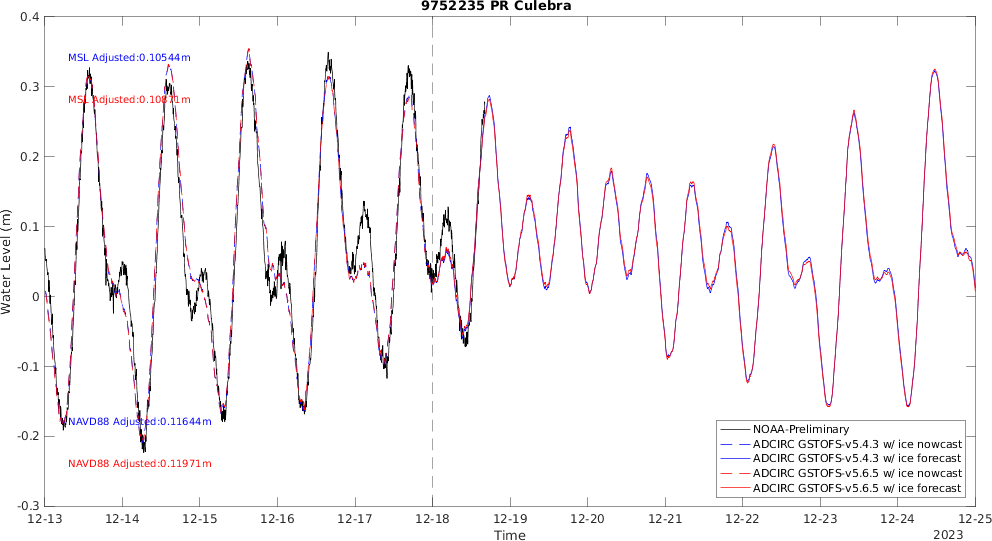 9752235 PR Culebra
0.4
0.3
0.2
0.1
0
-0.1
-0.2
-0.3
Water Level (m)
MSL Adjusted:0.10544m
MSL Adjusted:0.10871m
NAVD88 Adjusted:0.11644m
NAVD88 Adjusted:0.11971m
NOAA-Preliminary
ADCIRC GSTOFS-v5.4.3 w/ ice nowcast
ADCIRC GSTOFS-v5.4.3 w/ ice forecast
ADCIRC GSTOFS-v5.6.5 w/ ice nowcast
ADCIRC GSTOFS-v5.6.5 w/ ice forecast
12-13 12-14 12-15 12-16 12-17 12-18 12-19 12-20 12-21 12-22 12-23 12-24 12-25
Time
2023